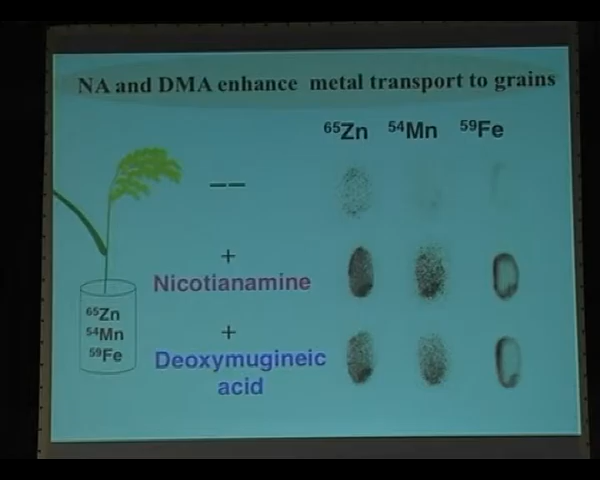 NA and DMA enhance metal transport to grains
⁶⁵Zn ⁵⁴Mn ⁵⁹Fe
--
+
Nicotianamine
+
Deoxymugineic
acid
⁶⁵Zn
⁵⁴Mn
⁵⁹Fe